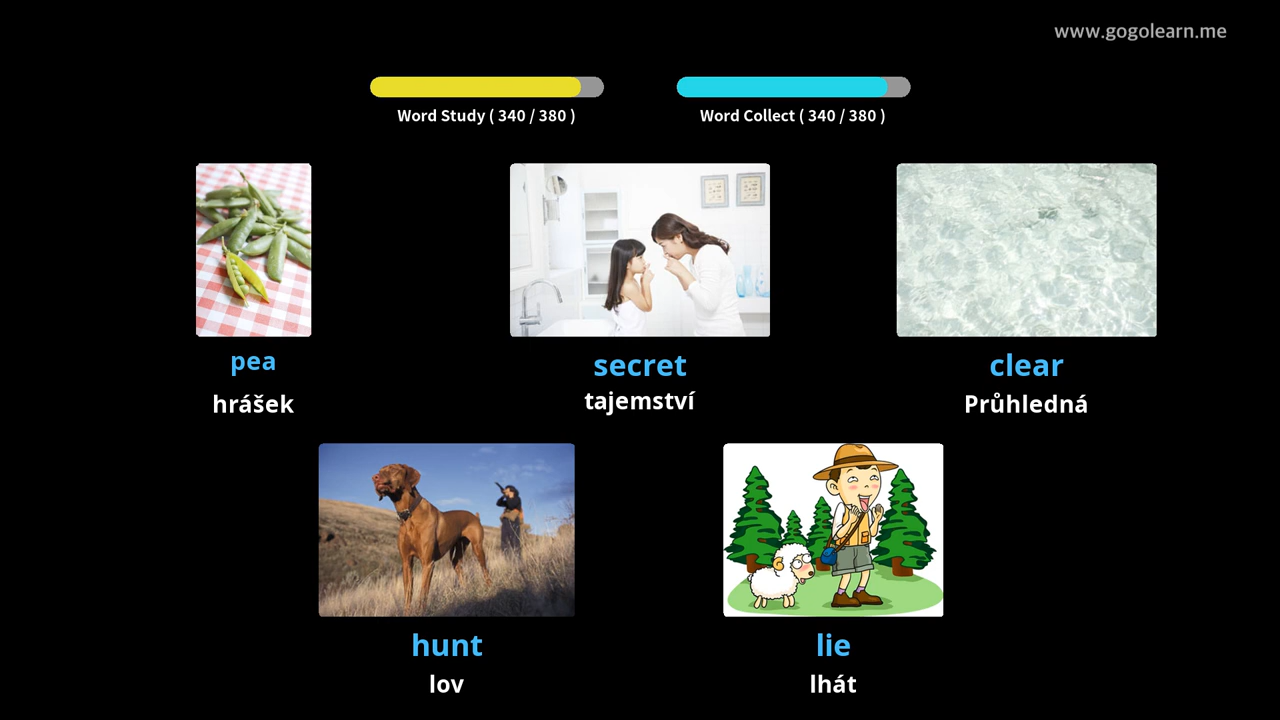 www.gogolearn.me
Word Study ( 340 / 380 )
Word Collect ( 340 / 380 )
pea
hrášek
secret
tajemství
clear
Průhledná
hunt
lov
lie
lhát